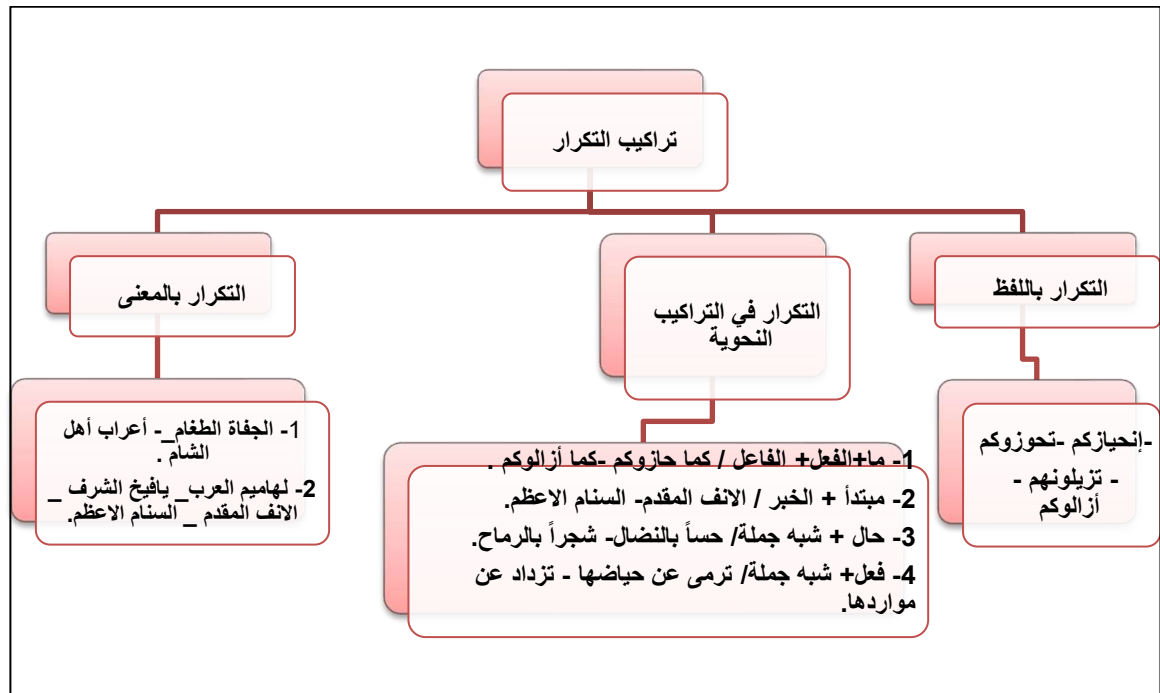 تراكيب التكرار
التكرار باللفظ
التكرار في التراكيب
النحوية
التكرار بالمعنى
-إنحيازكم -تحوزوكم
- تزيلونهم -
أزالوكم
1- ما+الفعل+ الفاعل / كما حازوكم -كما أزالوكم .
2- مبتدأ + الخبر / الانف المقدم- السنام الاعظم.
3- حال + شبه جملة/ حساً بالنضال- شجراً بالرماح.
4- فعل+ شبه جملة/ ترمى عن حياضها - تزداد عن
مواردها.
1- الجفاة الطغام_- أعراب أهل
الشام .
2- لهاميم العرب_ يافيخ الشرف _
الانف المقدم _ السنام الاعظم.